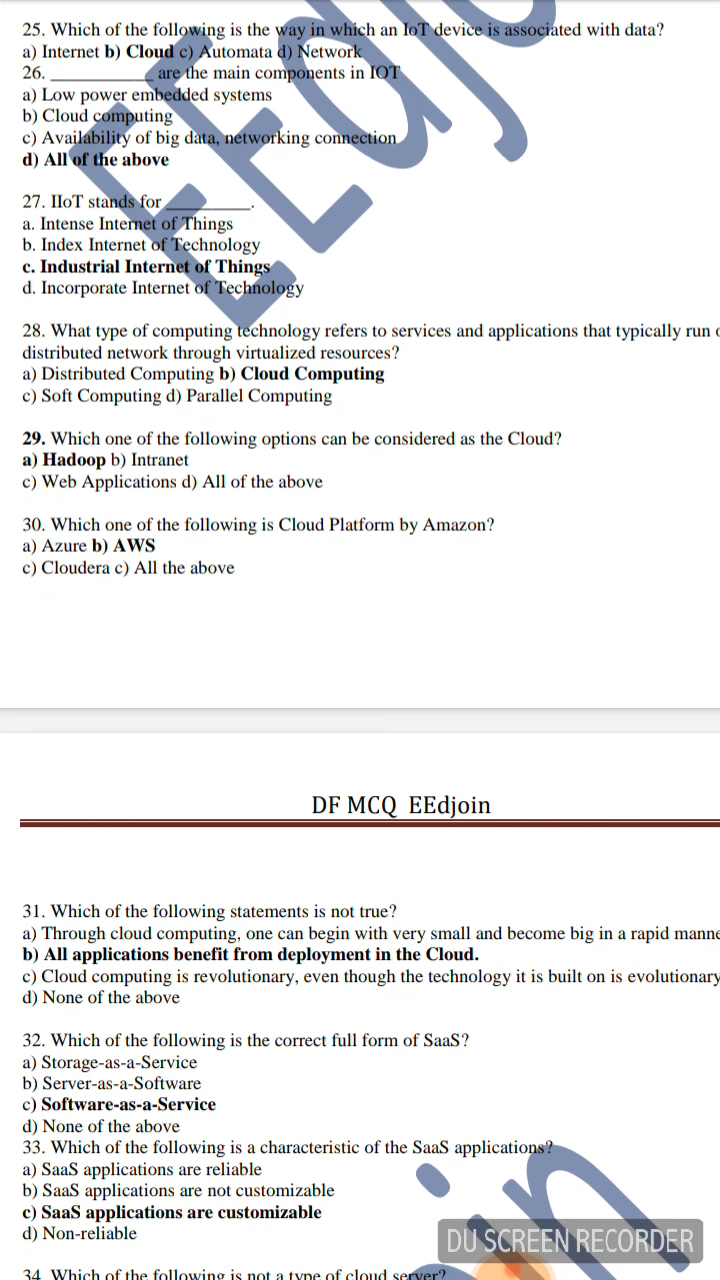 25. Which of the following is the way in which an IoT device is associated with data?
a) Internet b) Cloud c) Automata d) Network
26. ___________ are the main components in IOT
a) Low power embedded systems
b) Cloud computing
c) Availability of big data, networking connection
d) All of the above
27. IIoT stands for _________.
a. Intense Internet of Things
b. Index Internet of Technology
c. Industrial Internet of Things
d. Incorporate Internet of Technology
28. What type of computing technology refers to services and applications that typically run
distributed network through virtualized resources?
a) Distributed Computing b) Cloud Computing
c) Soft Computing d) Parallel Computing
29. Which one of the following options can be considered as the Cloud?
a) Hadoop b) Intranet
c) Web Applications d) All of the above
30. Which one of the following is Cloud Platform by Amazon?
a) Azure b) AWS
c) Cloudera c) All the above
DF MCQ EEdjoin
31. Which of the following statements is not true?
a) Through cloud computing, one can begin with very small and become big in a rapid
b) All applications benefit from deployment in the Cloud.
c) Cloud computing is revolutionary, even though the technology it is built on is evolutionary
d) None of the above
32. Which of the following is the correct full form of SaaS?
a) Storage-as-a-Service
b) Server-as-a-Software
c) Software-as-a-Service
d) None of the above
33. Which of the following is a characteristic of the SaaS applications?
a) SaaS applications are reliable
b) SaaS applications are not customizable
c) SaaS applications are customizable
d) Non-reliable
DU SCREEN RECORDER
34. Which of the following is not a type of cloud server?